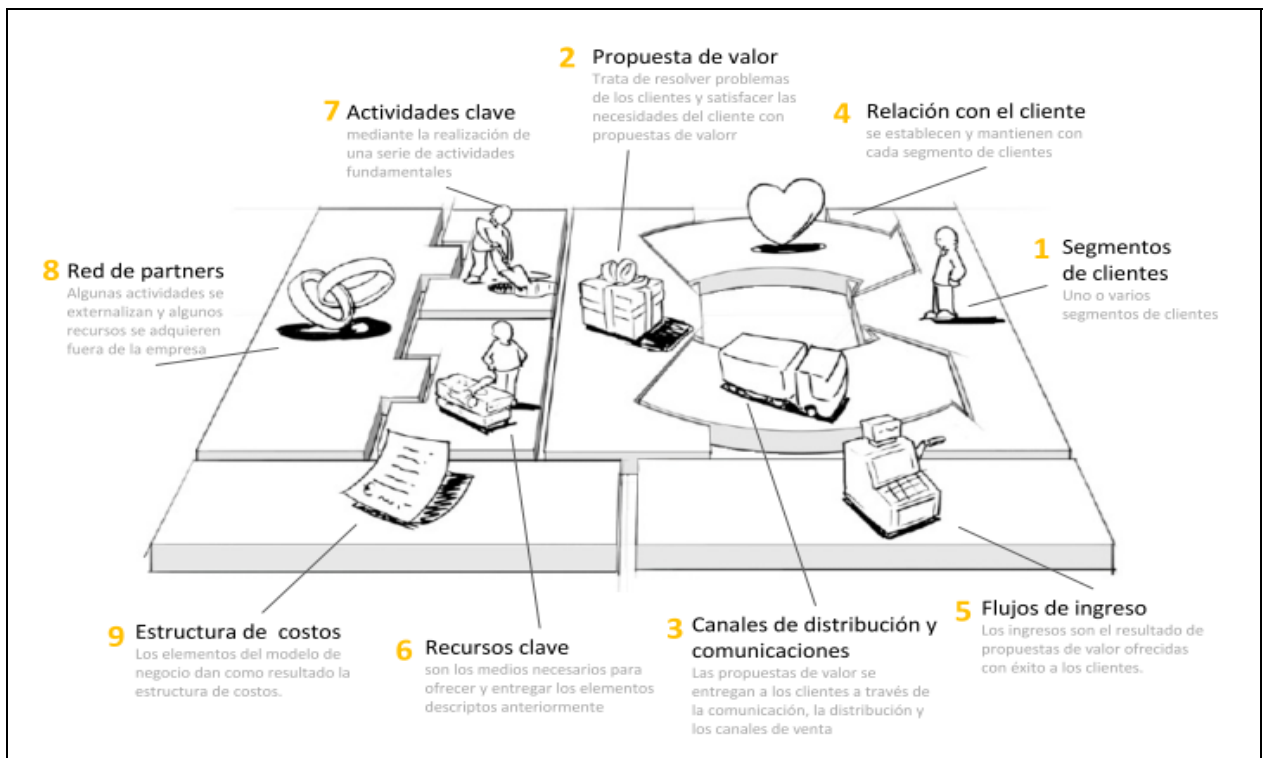 2 Propuesta de valor
Trata de resolver problemas
de los clientes y satisfacer las
necesidades del cliente con
propuestas de valorr
7 Actividades clave
mediante la realización de
una serie de actividades
fundamentales
4 Relación con el cliente
se establecen y mantienen con
cada segmento de clientes
8 Red de partners
Algunas actividades se
externalizan y algunos
recursos se adquieren
fuera de la empresa
1 Segmentos
de clientes
Uno o varios
segmentos de clientes
9 Estructura de costos
Los elementos del modelo de
negocio dan como resultado la
estructura de costos.
6 Recursos clave
son los medios necesarios para
ofrecer y entregar los elementos
descriptos anteriormente
3 Canales de distribución y
comunicaciones
Las propuestas de valor se
entregan a los clientes a través de
la comunicación, la distribución y
los canales de venta
5 Flujos de ingreso
Los ingresos son el resultado de
propuestas de valor ofrecidas
con éxito a los clientes.